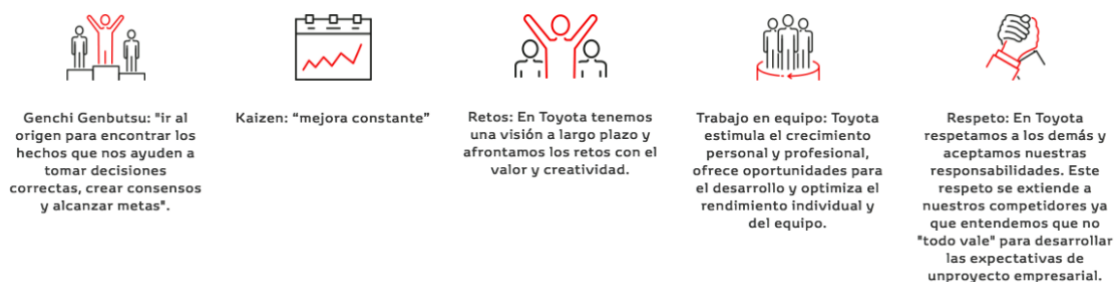 Genchi Genbutsu: "ir al
origen para encontrar los
hechos que nos ayuden a
tomar decisiones
correctas, crear consensos
y alcanzar metas".
Kaizen: “mejora constante”
Retos: En Toyota tenemos
una visión a largo plazo y
afrontamos los retos con el
valor y creatividad.
Trabajo en equipo: Toyota
estimula el crecimiento
personal y profesional,
ofrece oportunidades para
el desarrollo y optimiza el
rendimiento individual y
del equipo.
Respeto: En Toyota
respetamos a los demás y
aceptamos nuestras
responsabilidades. Este
respeto se extiende a
nuestros competidores ya
que entendemos que no
"todo vale" para desarrollar
las expectativas de
unproyecto empresarial.